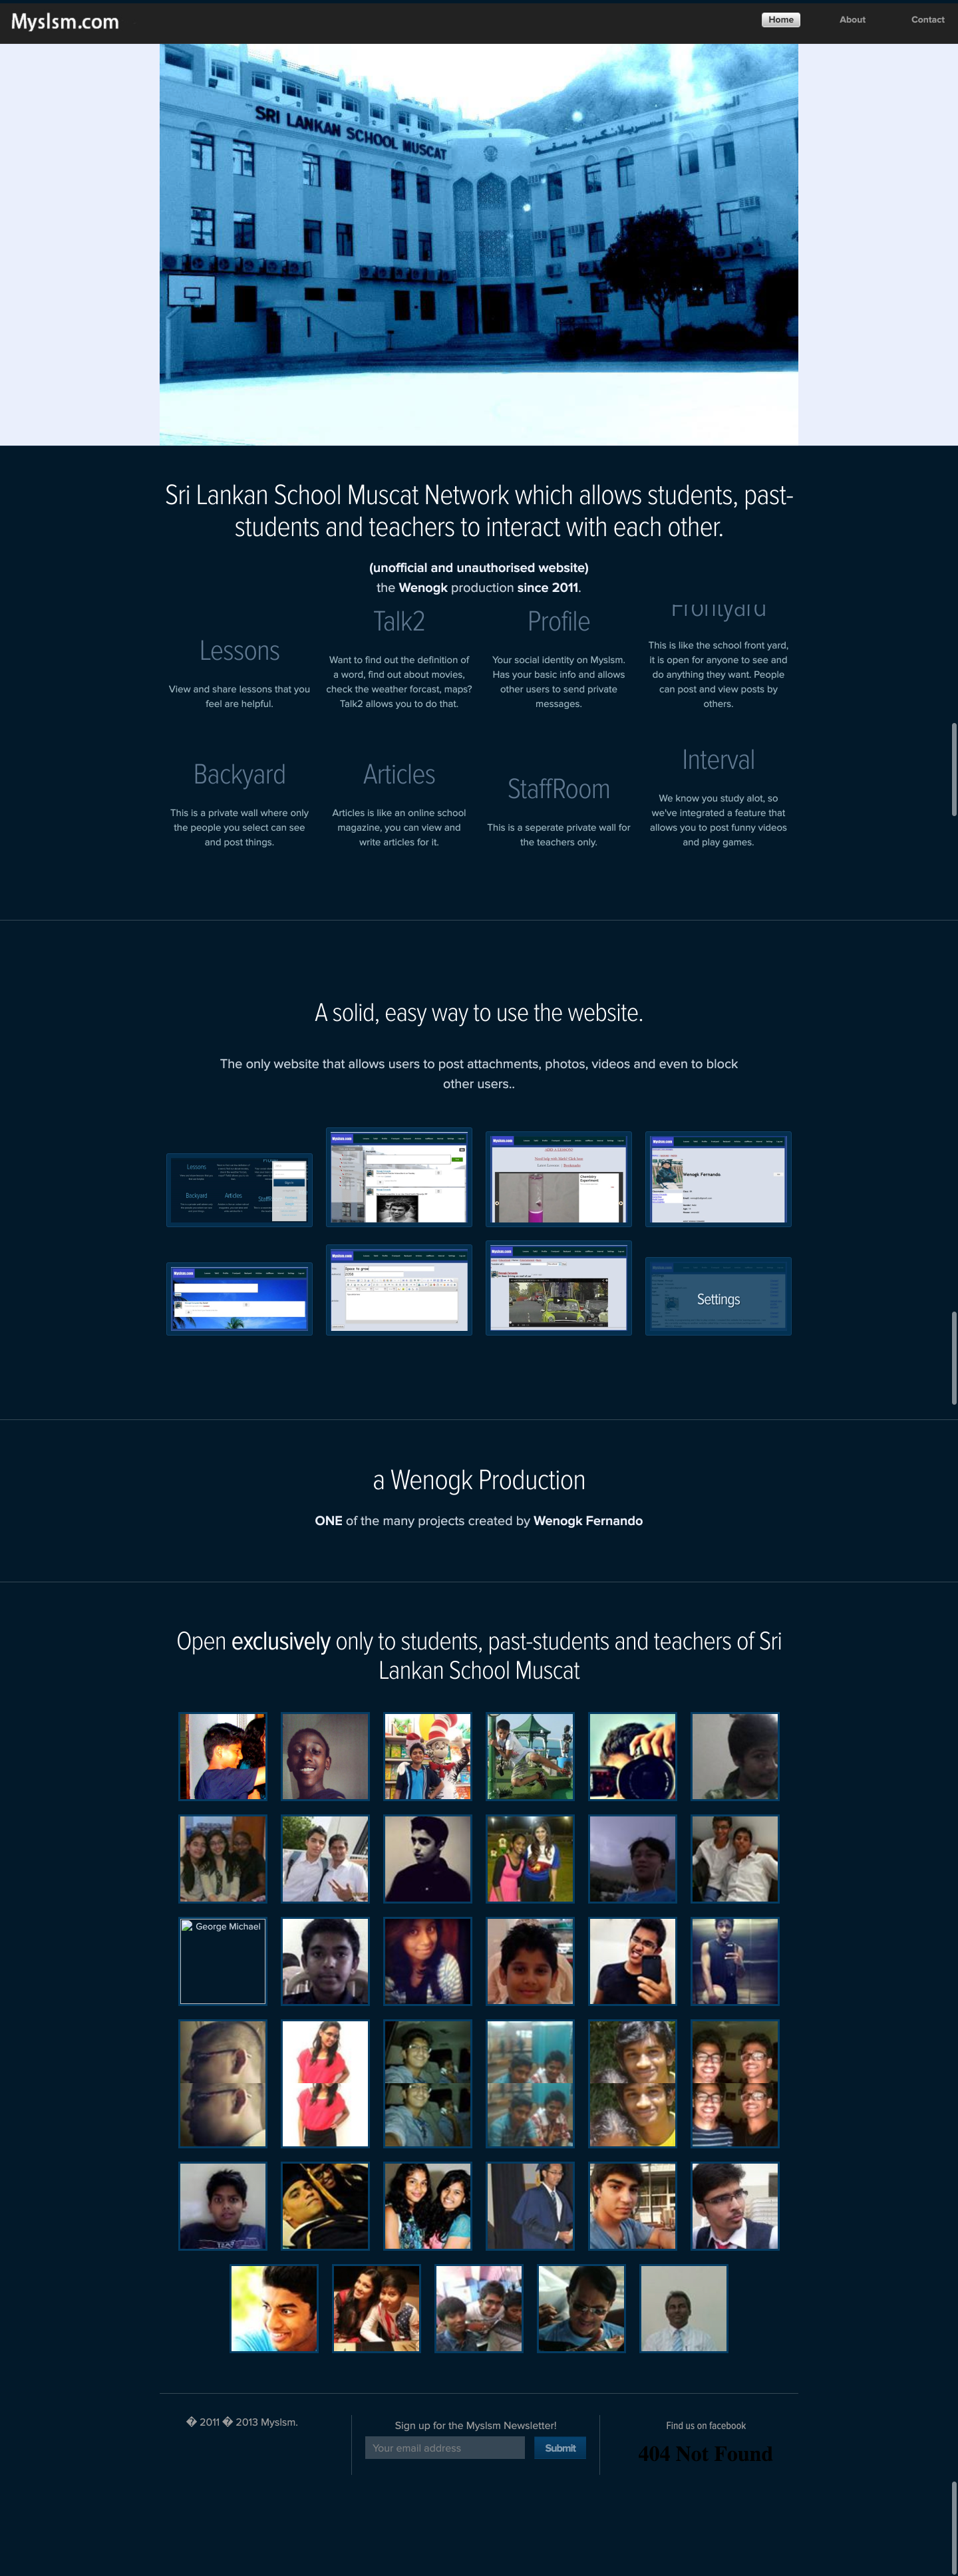 Myslsm.com
Home
About
Contact
SRI LANKAN SCHOOL MUSCAT
Sri Lankan School Muscat Network which allows students, past-
students and teachers to interact with each other.
(unofficial and unauthorised website)
the Wenogk production since 2011.
Lessons
View and share lessons that you
feel are helpful.
Talk2
Want to find out the definition of
a word, find out about movies,
check the weather forcast, maps?
Talk2 allows you to do that.
Profile
Your social identity on Myslsm.
Has your basic info and allows
other users to send private
messages.
Frontyard
This is like the school front yard,
it is open for anyone to see and
do anything they want. People
can post and view posts by
others.
Backyard
This is a private wall where only
the people you select can see
and post things.
Articles
Articles is like an online school
magazine, you can view and
write articles for it.
StaffRoom
This is a seperate private wall for
the teachers only.
Interval
We know you study alot, so
we've integrated a feature that
allows you to post funny videos
and play games.
A solid, easy way to use the website.
The only website that allows users to post attachments, photos, videos and even to block
other users..
Lessons
Backyard
Articles
Myslsm.com
Myslsm.com
Chemistry
Experiment
Myslsm.com
Wenogk Fernando
Settings
a Wenogk Production
ONE of the many projects created by Wenogk Fernando
Open exclusively only to students, past-students and teachers of Sri
Lankan School Muscat
George Michael
� 2011 � 2013 Myslsm.
Sign up for the Myslsm Newsletter!
Your email address
Submit
Find us on facebook
404 Not Found